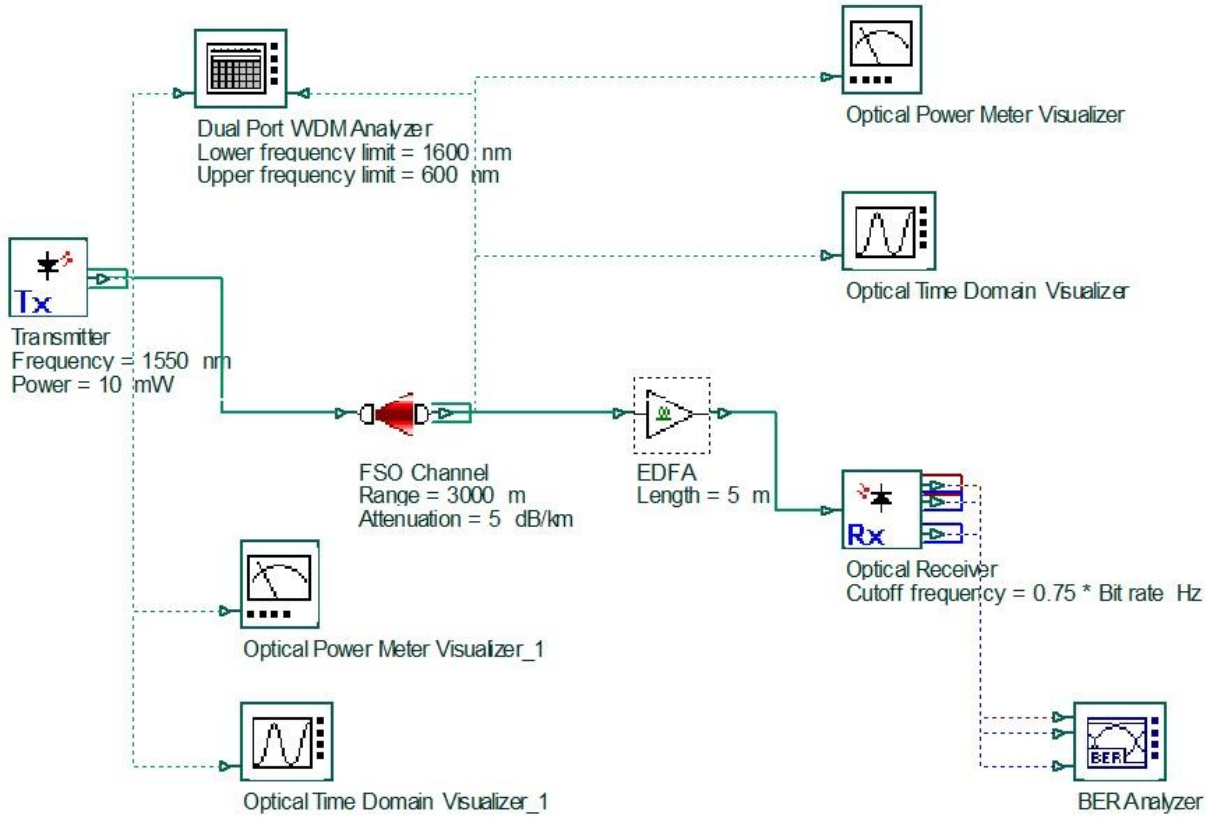 Dual Port WDM Analyzer
Lower frequency limit = 1600 nm
Upper frequency limit = 600 nm
Optical Power Meter Visualizer
Optical Time Domain Visualizer
Tx
Transmitter
Frequency = 1550 nm
Power = 10 mW
FSO Channel
Range = 3000 m
Attenuation = 5 dB/km
EDFA
Length = 5 m
Rx
Optical Receiver
Cutoff frequency = 0.75 * Bit rate Hz
Optical Power Meter Visualizer_1
Optical Time Domain Visualizer_1
BER
BER Analyzer